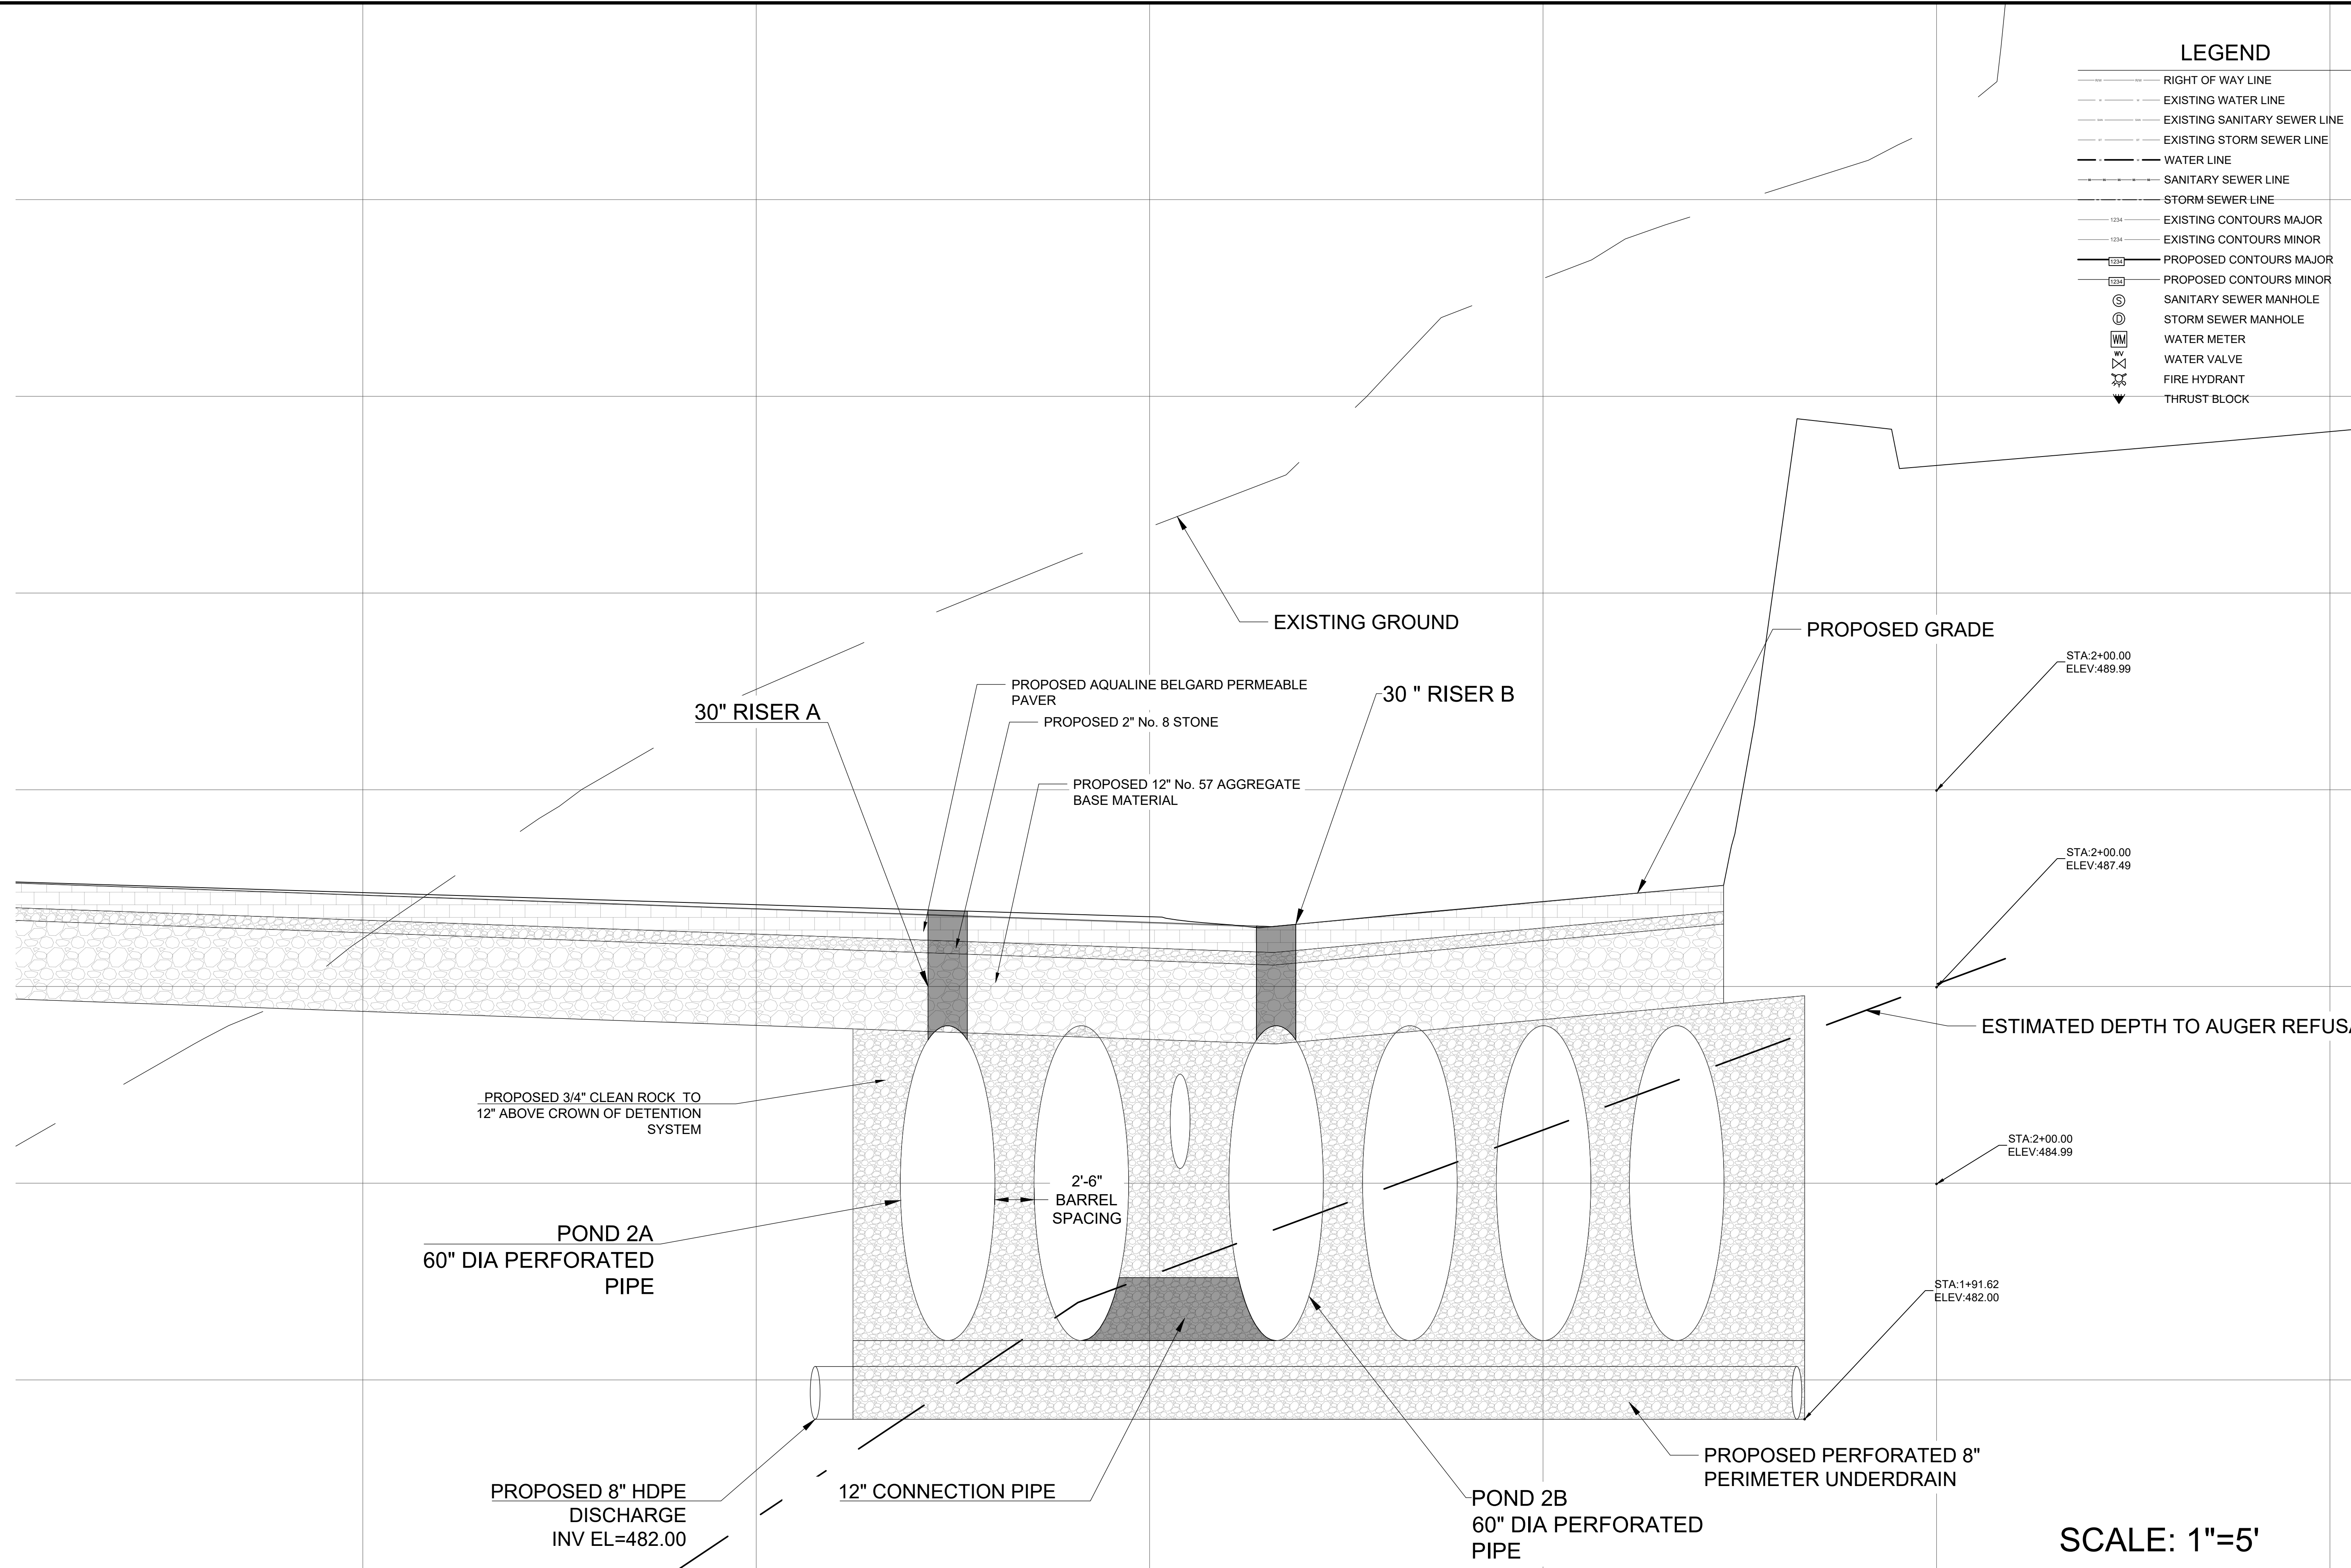 LEGEND
RIGHT OF WAY LINE
EXISTING WATER LINE
EXISTING SANITARY SEWER LINE
EXISTING STORM SEWER LINE
WATER LINE
SANITARY SEWER LINE
STORM SEWER LINE
1234 EXISTING CONTOURS MAJOR
1234 EXISTING CONTOURS MINOR
1234 PROPOSED CONTOURS MAJOR
1234 PROPOSED CONTOURS MINOR
S SANITARY SEWER MANHOLE
D STORM SEWER MANHOLE
WM WATER METER
WV
WATER VALVE
FIRE HYDRANT
THRUST BLOCK
EXISTING GROUND
PROPOSED GRADE
STA:2+00.00
ELEV:489.99
PROPOSED AQUALINE BELGARD PERMEABLE
PAVER
30" RISER A
PROPOSED 2" No. 8 STONE
30 " RISER B
PROPOSED 12" No. 57 AGGREGATE
BASE MATERIAL
STA:2+00.00
ELEV:487.49
ESTIMATED DEPTH TO AUGER REFUSA
PROPOSED 3/4" CLEAN ROCK TO
12" ABOVE CROWN OF DETENTION
SYSTEM
STA:2+00.00
ELEV:484.99
2'-6"
BARREL
SPACING
POND 2A
60" DIA PERFORATED
PIPE
STA:1+91.62
ELEV:482.00
PROPOSED 8" HDPE
DISCHARGE
INV EL=482.00
12" CONNECTION PIPE
POND 2B
60" DIA PERFORATED
PIPE
PROPOSED PERFORATED 8"
PERIMETER UNDERDRAIN
SCALE: 1"=5'